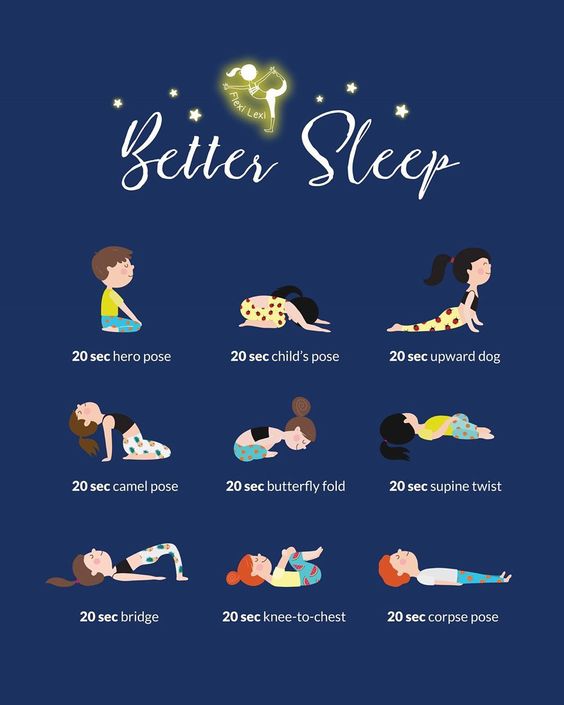 Flexi Lexi
Better Sleep
20 sec hero pose
20 sec child's pose
20 sec upward dog
20 sec camel pose
20 sec butterfly fold
20 sec supine twist
20 sec bridge
20 sec knee-to-chest
20 sec corpse pose